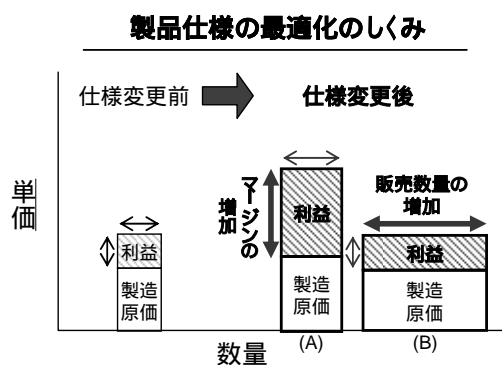 製品仕様の最適化のしくみ
仕様変更前
仕様変更後
単価
マージンの
増加
販売数量の
増加
利益
製造
原価
利益
製造
原価
利益
製造
原価
数量
(A)
(B)